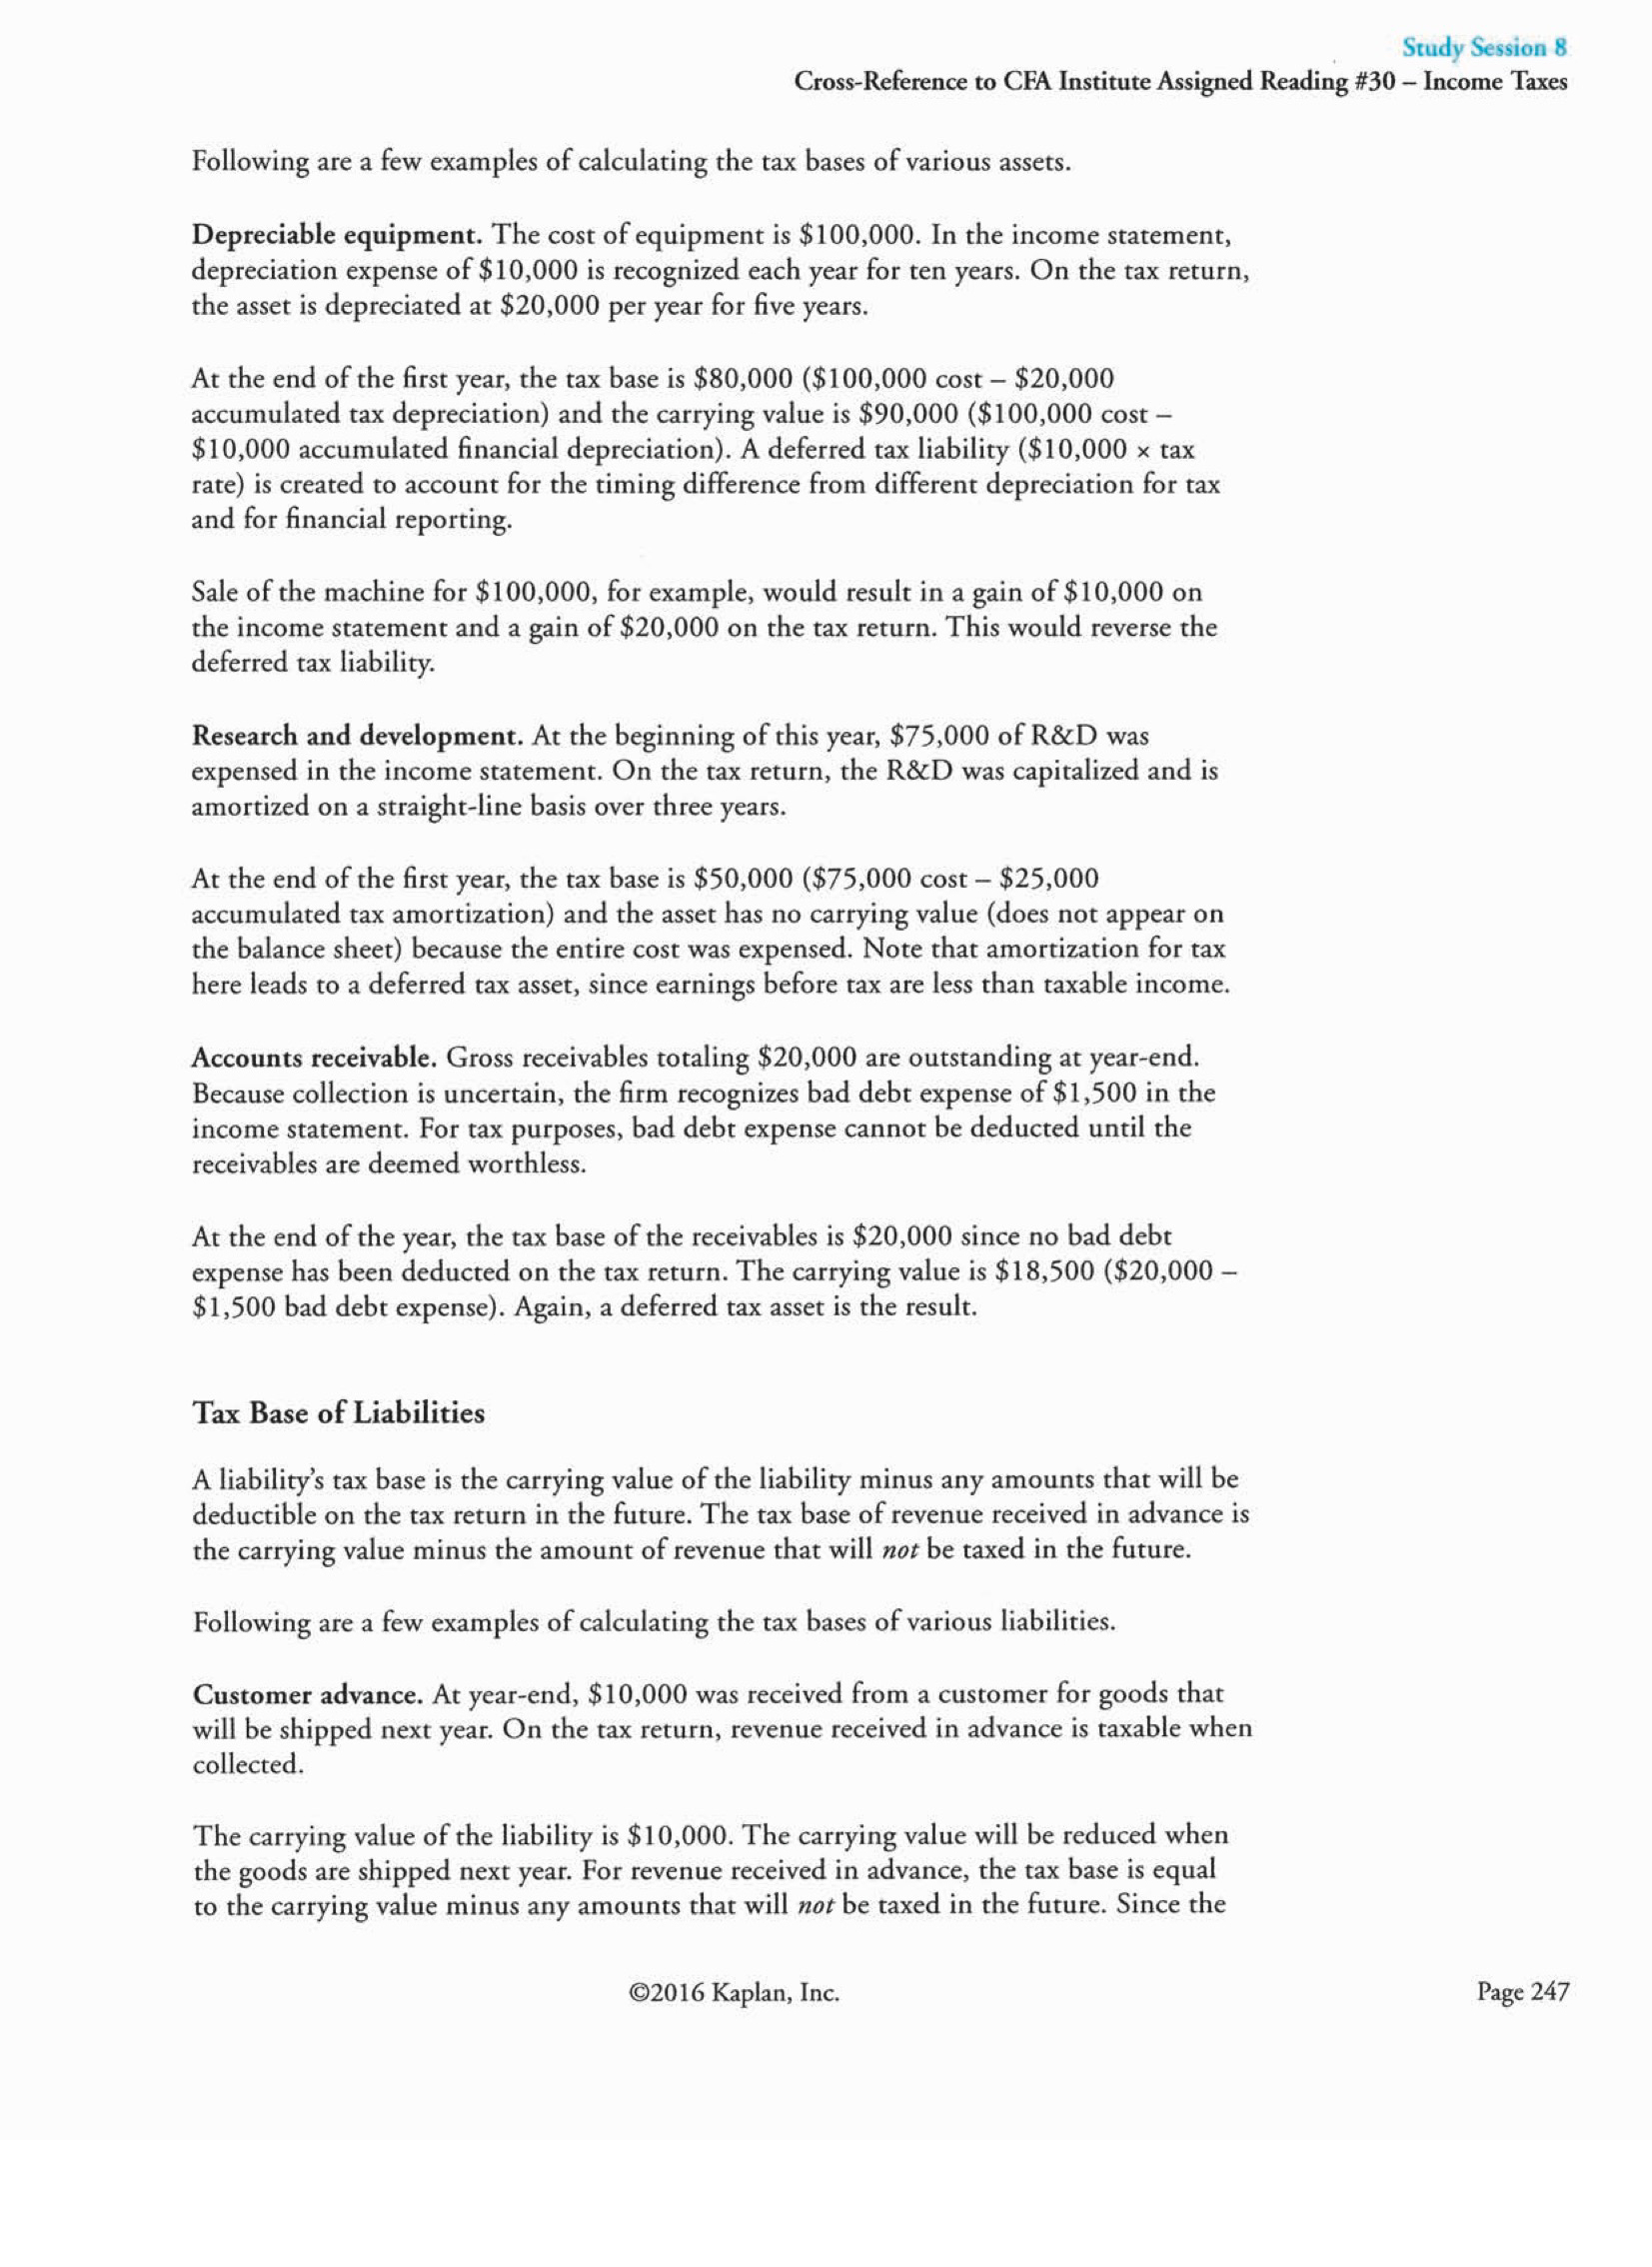 Study Session 8
Cross-Reference to CFA Institute Assigned Reading #30 – Income Taxes
Following are a few examples of calculating the tax bases of various assets.
Depreciable equipment. The cost of equipment is $100,000. In the income statement,
depreciation expense of $10,000 is recognized each year for ten years. On the tax return,
the asset is depreciated at $20,000 per year for five years.
At the end of the first year, the tax base is $80,000 ($100,000 cost – $20,000
accumulated tax depreciation) and the carrying value is $90,000 ($100,000 cost –
$10,000 accumulated financial depreciation). A deferred tax liability ($10,000 × tax
rate) is created to account for the timing difference from different depreciation for tax
and for financial reporting.
Sale of the machine for $100,000, for example, would result in a gain of $10,000 on
the income statement and a gain of $20,000 on the tax return. This would reverse the
deferred tax liability.
Research and development. At the beginning of this year, $75,000 of R&D was
expensed in the income statement. On the tax return, the R&D was capitalized and is
amortized on a straight-line basis over three years.
At the end of the first year, the tax base is $50,000 ($75,000 cost – $25,000
accumulated tax amortization) and the asset has no carrying value (does not appear on
the balance sheet) because the entire cost was expensed. Note that amortization for tax
here leads to a deferred tax asset, since earnings before tax are less than taxable income.
Accounts receivable. Gross receivables totaling $20,000 are outstanding at year-end.
Because collection is uncertain, the firm recognizes bad debt expense of $1,500 in the
income statement. For tax purposes, bad debt expense cannot be deducted until the
receivables are deemed worthless.
At the end of the year, the tax base of the receivables is $20,000 since no bad debt
expense has been deducted on the tax return. The carrying value is $18,500 ($20,000 –
$1,500 bad debt expense). Again, a deferred tax asset is the result.
Tax Base of Liabilities
A liability's tax base is the carrying value of the liability minus any amounts that will be
deductible on the tax return in the future. The tax base of revenue received in advance is
the carrying value minus the amount of revenue that will not be taxed in the future.
Following are a few examples of calculating the tax bases of various liabilities.
Customer advance. At year-end, $10,000 was received from a customer for goods that
will be shipped next year. On the tax return, revenue received in advance is taxable when
collected.
The carrying value of the liability is $10,000. The carrying value will be reduced when
the goods are shipped next year. For revenue received in advance, the tax base is equal
to the carrying value minus any amounts that will not be taxed in the future. Since the
©2016 Kaplan, Inc.
Page 247